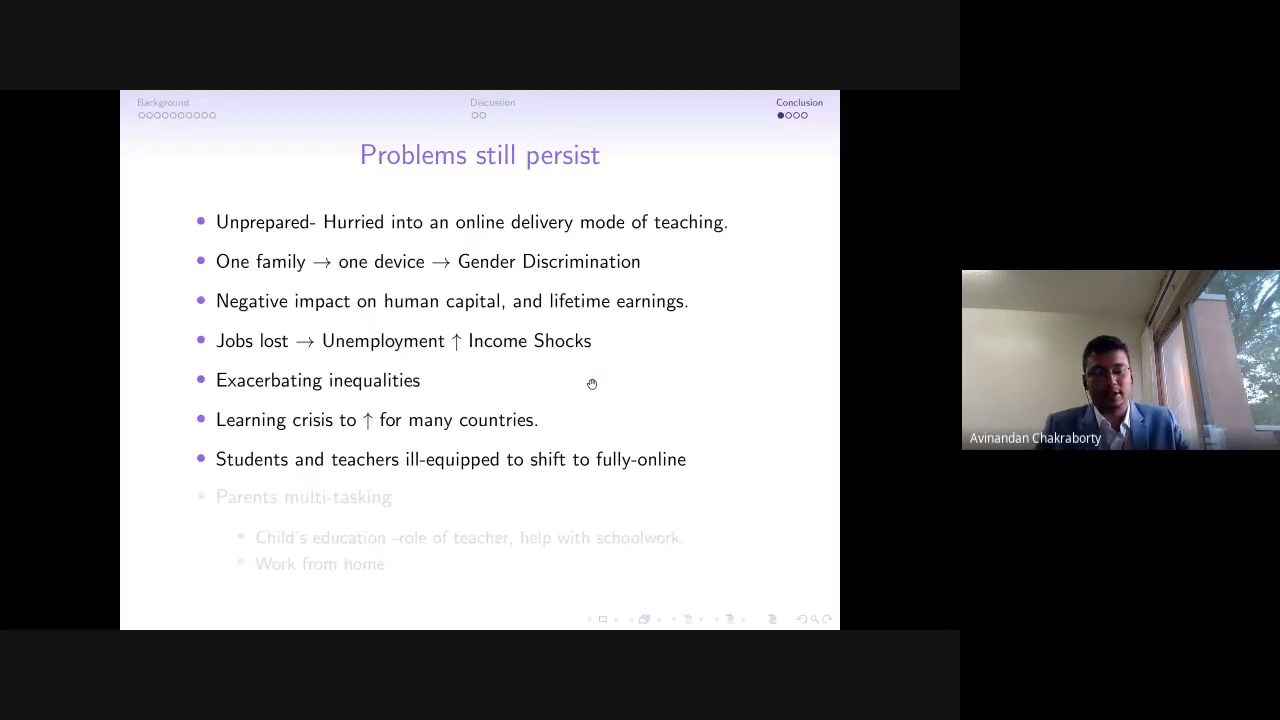 Background
Discussion
Conclusion
Problems still persist
Unprepared- Hurried into an online delivery mode of teaching.
One family → one device → Gender Discrimination
Negative impact on human capital, and lifetime earnings.
Jobs lost → Unemployment ↑ Income Shocks
Exacerbating inequalities
Learning crisis to ↑ for many countries.
Students and teachers ill-equipped to shift to fully-online
Parents multi-tasking
Child's education -role of teacher, help with schoolwork.
Work from home
Avinandan Chakraborty